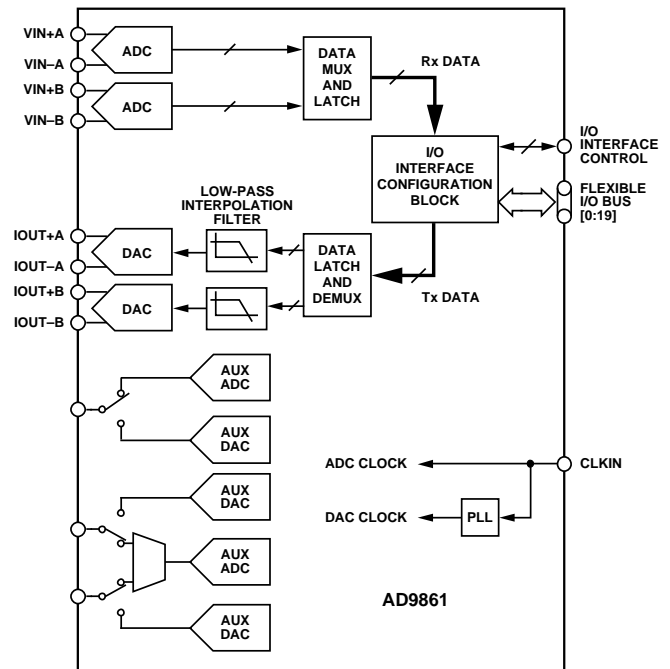 VIN+A
VIN–A
VIN+B
VIN–B
ADC
ADC
DATA
MUX
AND
LATCH
Rx DATA
I/O
INTERFACE
CONFIGURATION
BLOCK
I/O
INTERFACE
CONTROL
FLEXIBLE
I/O BUS
[0:19]
LOW-PASS
INTERPOLATION
FILTER
IOUT+A
IOUT–A
IOUT+B
IOUT–B
DAC
DAC
DATA
LATCH
AND
DEMUX
Tx DATA
AUX
ADC
AUX
DAC
AUX
DAC
AUX
ADC
AUX
DAC
ADC CLOCK
CLKIN
DAC CLOCK
PLL
AD9861